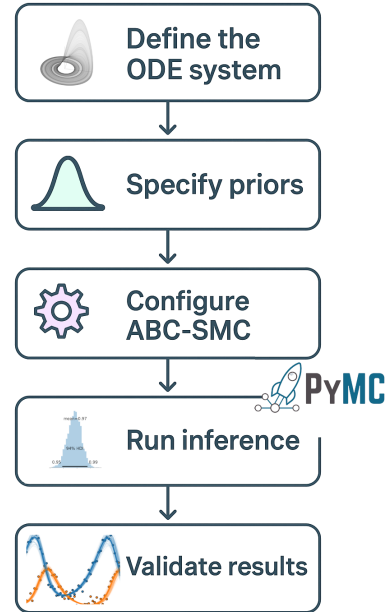 Define the
ODE system
Specify priors
Configure
ABC-SMC
PyMC
Run inference
Validate results